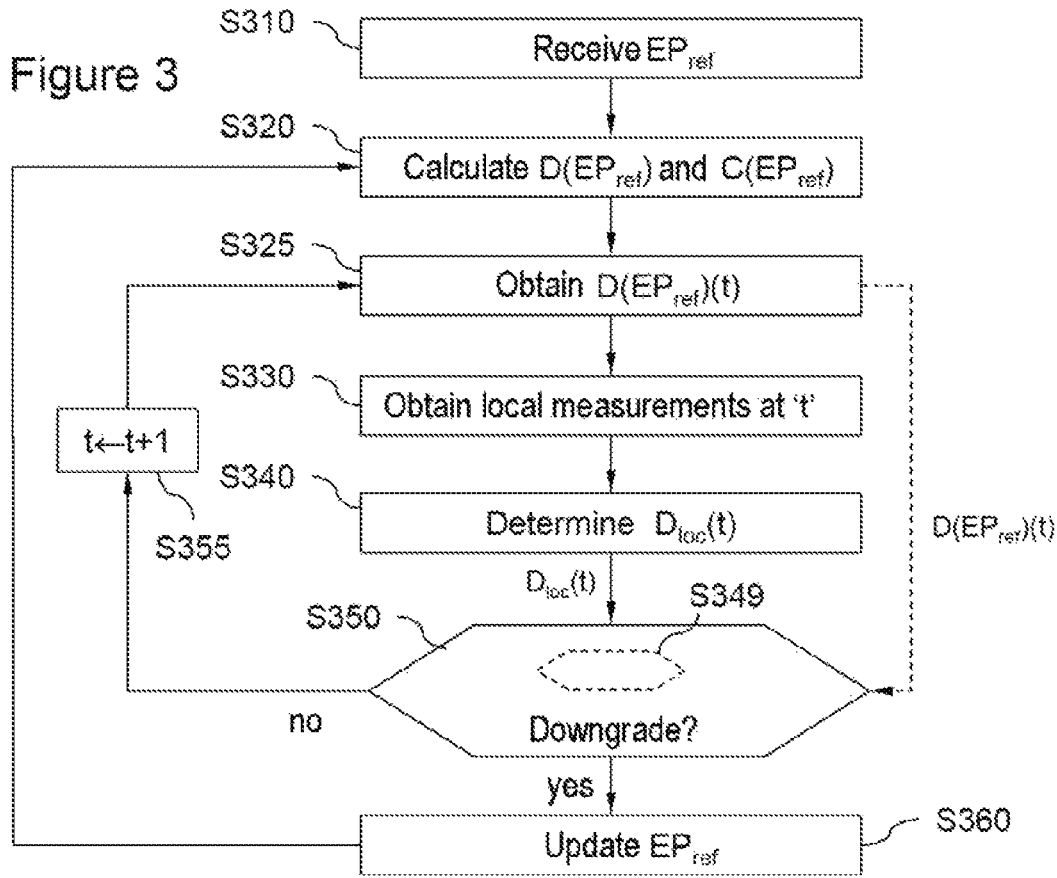 Figure 3
S310
Receive EP_ref
S320
Calculate D(EP_ref) and C(EP_ref)
S325
Obtain D(EP_ref)(t)
S330
Obtain local measurements at 't'
t←t+1
S355
S340
Determine D_loc(t)
D(EP_ref)(t)
D_loc(t)
S350
S349
Downgrade?
no
yes
Update EP_ref
S360